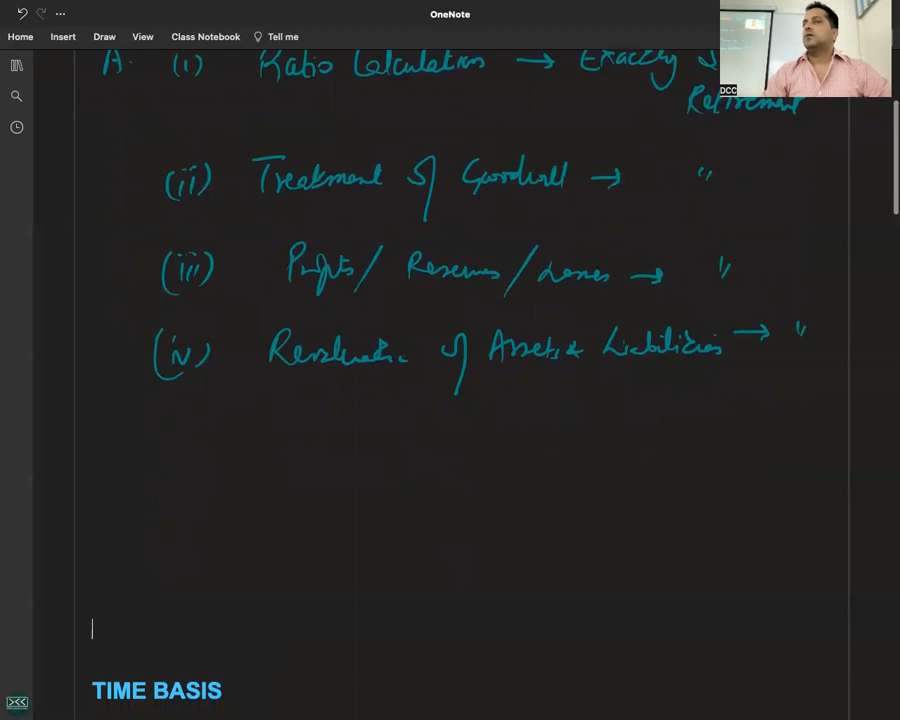 OneNote
Home Insert Draw View Class Notebook Tell me
A. (i) Ratio Calculation → Exactly
Retirement
DCC
(ii) Treatment of Goodwill → "
(iii) Profits / Reserves / Losses → "
(iv) Revaluation of Assets & Liabilities → "
TIME BASIS